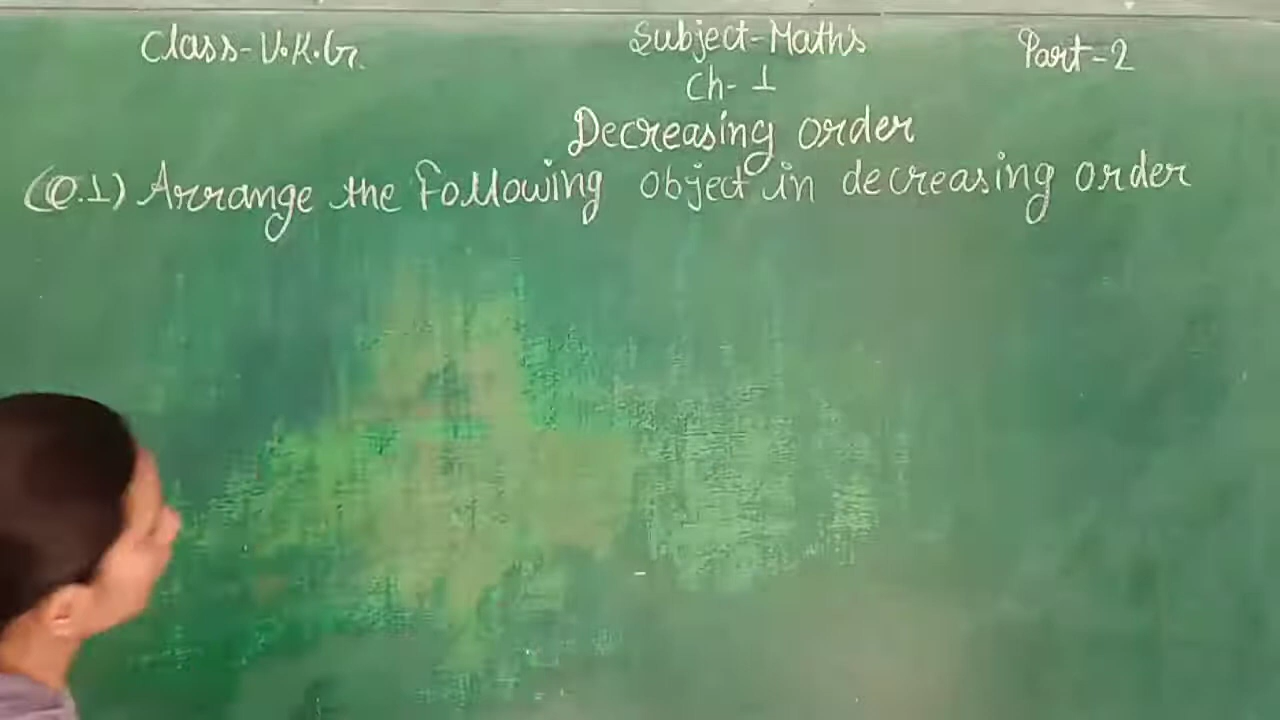 Class-U.K.G. Subject-Maths Part-2
Ch-1
Decreasing order
(Q.1) Arrange the following object in decreasing order